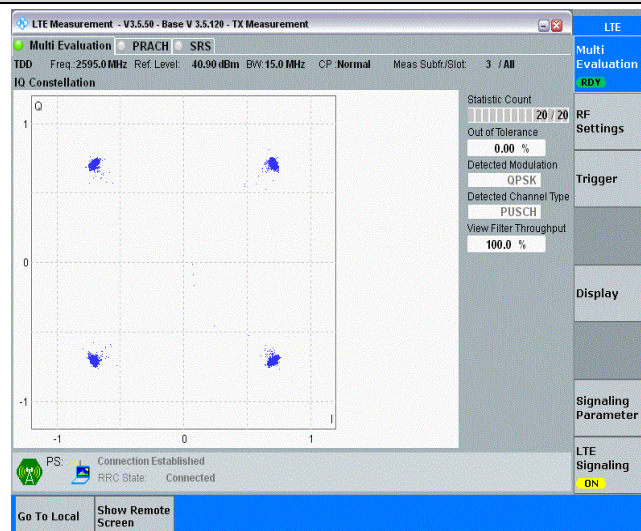 LTE Measurement - V3.5.50 - Base V 3.5.120 - TX Measurement
LTE
Multi Evaluation PRACH SRS
TDD Freq.:2595.0 MHz Ref. Level: 40.90 dBm BW:15.0 MHz CP :Normal Meas Subfr./Slot: 3 / All
IQ Constellation
Q
1
0
-1
-1 0 1
I
Statistic Count
20 / 20
Out of Tolerance
0.00 %
Detected Modulation
QPSK
Detected Channel Type
PUSCH
View Filter Throughput
100.0 %
PS: Connection Established
RRC State: Connected
Multi
Evaluation
RDY
RF
Settings
Trigger
Display
Signaling
Parameter
LTE
Signaling
ON
Go To Local
Show Remote
Screen